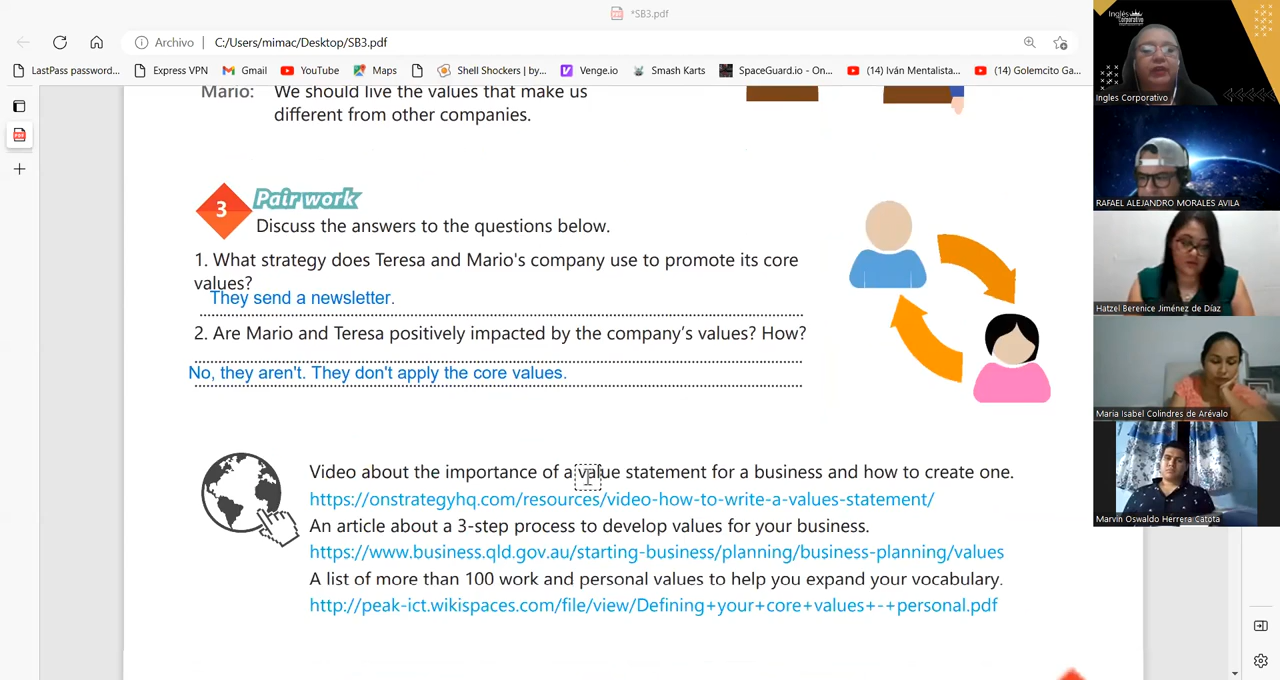 *SB3.pdf
Archivo | C:/Users/mimac/Desktop/SB3.pdf
LastPass password... Express VPN Gmail YouTube Maps Shell Shockers | by... Venge.io Smash Karts SpaceGuard.io - On... (14) Iván Mentalista... (14) Golemcito Ga...
Mario: We should live the values that make us
different from other companies.
3 Pair work
Discuss the answers to the questions below.
1. What strategy does Teresa and Mario's company use to promote its core
values?
They send a newsletter.
2. Are Mario and Teresa positively impacted by the company's values? How?
No, they aren't. They don't apply the core values.
Video about the importance of a value statement for a business and how to create one.
https://onstrategyhq.com/resources/video-how-to-write-a-values-statement/
An article about a 3-step process to develop values for your business.
https://www.business.qld.gov.au/starting-business/planning/business-planning/values
A list of more than 100 work and personal values to help you expand your vocabulary.
http://peak-ict.wikispaces.com/file/view/Defining+your+core+values+-+personal.pdf
Inglés
Corporativo
Ingles Corporativo
RAFAEL ALEJANDRO MORALES AVILA
Hatzel Berenice Jiménez de Díaz
Maria Isabel Colindres de Arévalo
Marvin Oswaldo Herrera Catota